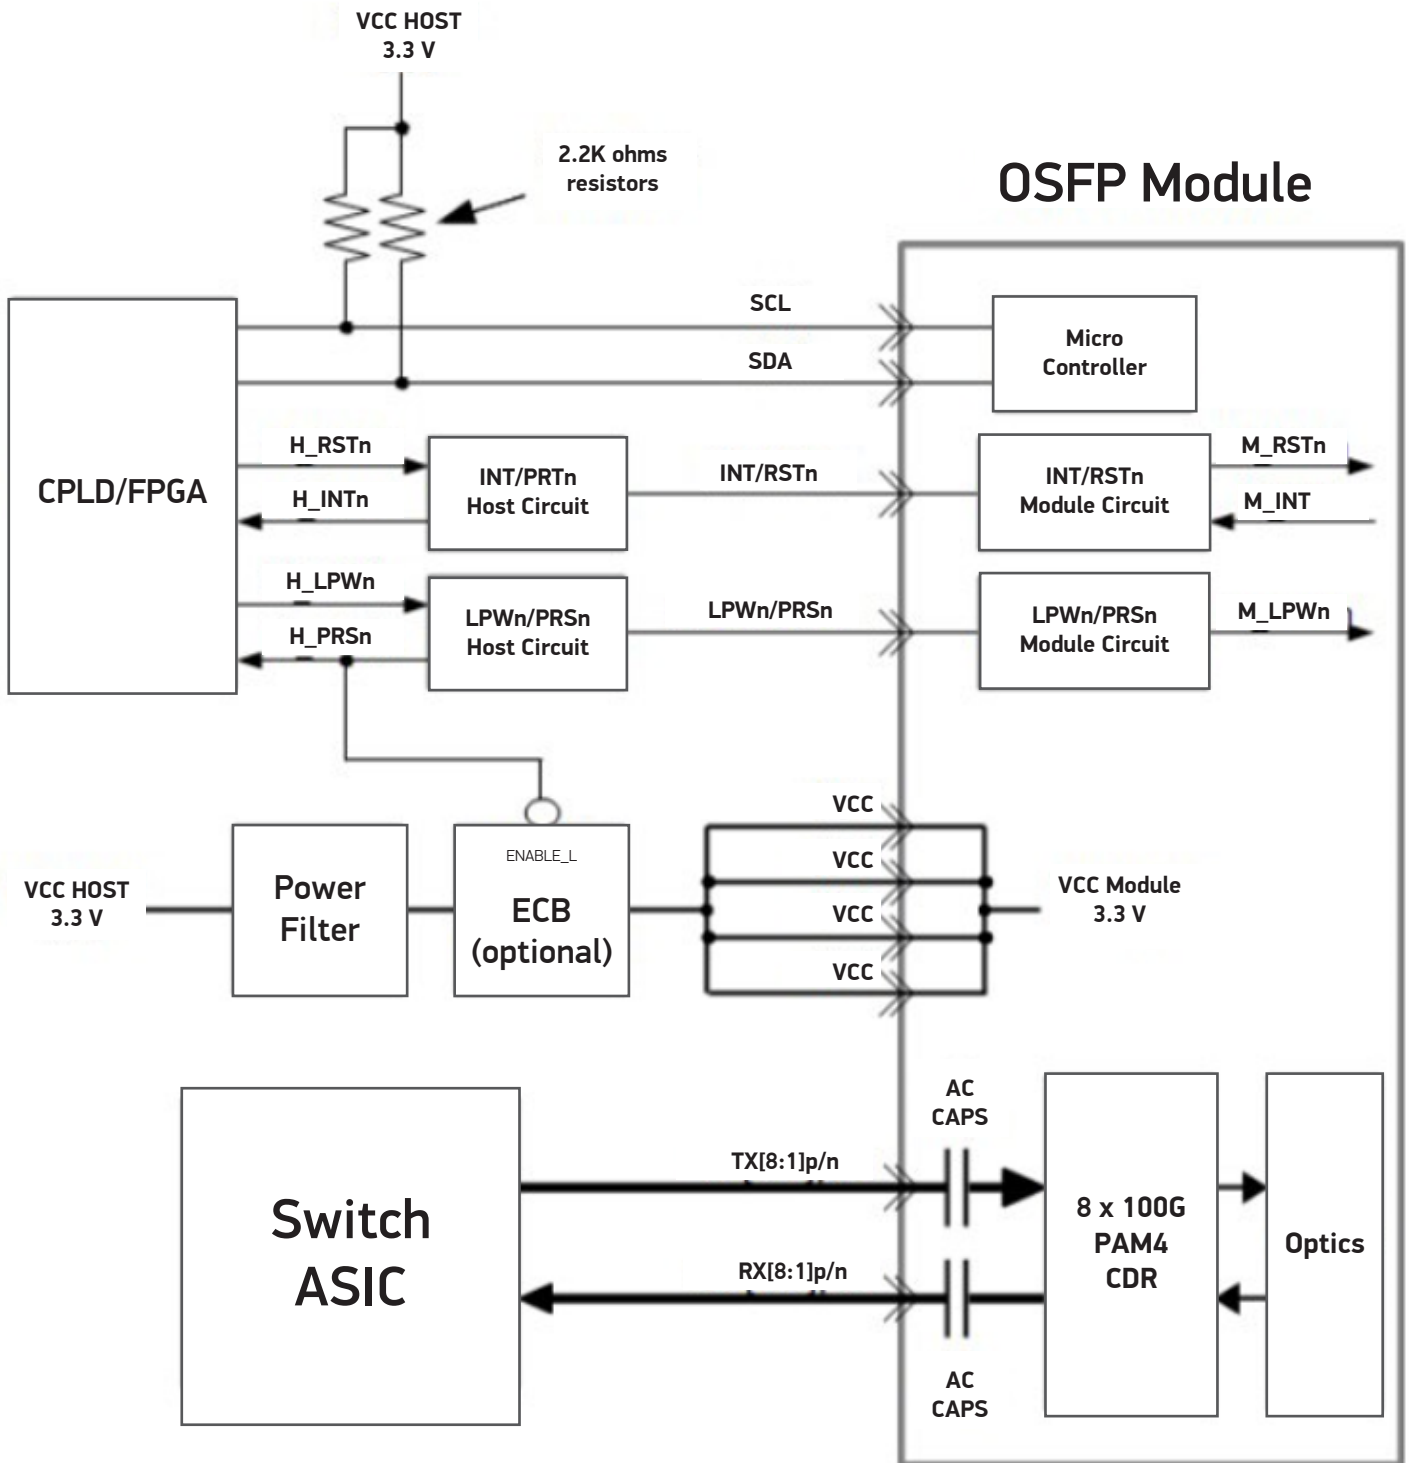 VCC HOST
3.3 V
2.2K ohms
resistors
OSFP Module
SCL
SDA
Micro
Controller
CPLD/FPGA
H_RSTn
H_INTn
H_LPWn
H_PRSn
INT/PRTn
Host Circuit
INT/RSTn
INT/RSTn
Module Circuit
M_RSTn
M_INT
LPWn/PRSn
Host Circuit
LPWn/PRSn
LPWn/PRSn
Module Circuit
M_LPWn
VCC HOST
3.3 V
Power
Filter
ENABLE_L
ECB
(optional)
VCC
VCC
VCC
VCC
VCC Module
3.3 V
Switch
ASIC
TX[8:1]p/n
RX[8:1]p/n
AC
CAPS
AC
CAPS
8 x 100G
PAM4
CDR
Optics